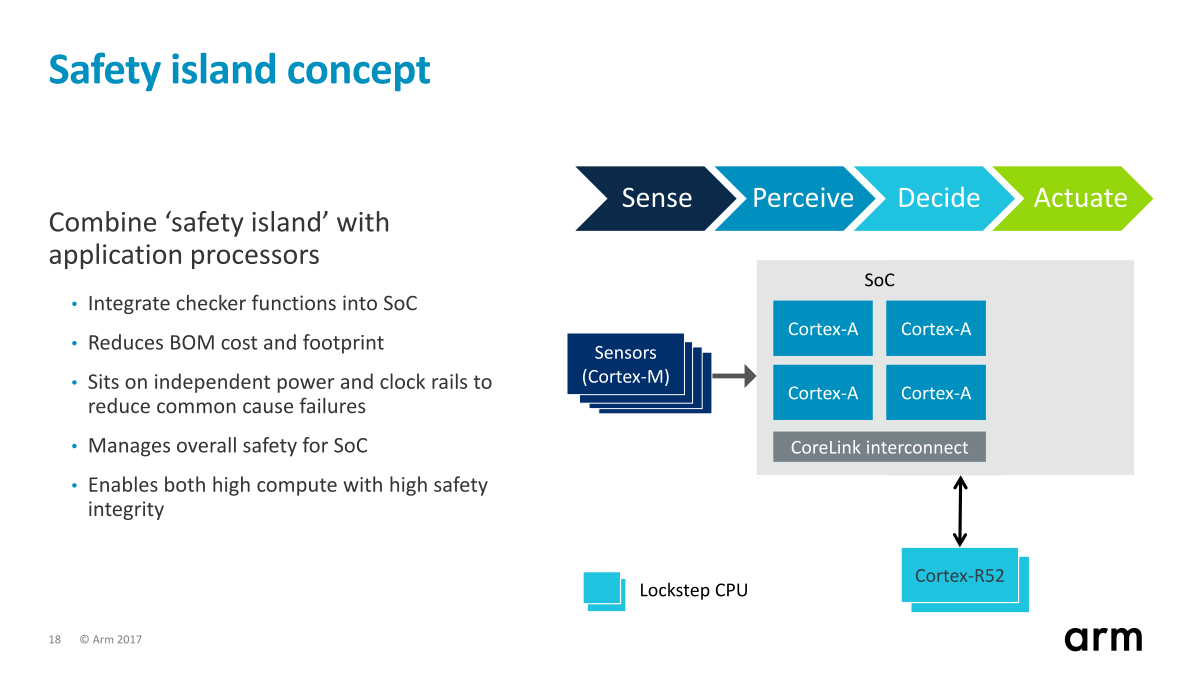 Safety island concept
Combine ‘safety island’ with
application processors
• Integrate checker functions into SoC
• Reduces BOM cost and footprint
• Sits on independent power and clock rails to
reduce common cause failures
• Manages overall safety for SoC
• Enables both high compute with high safety
integrity
Sense
Perceive
Decide
Actuate
SoC
Cortex-A
Cortex-A
Sensors
(Cortex-M)
Cortex-A
Cortex-A
CoreLink interconnect
Cortex-R52
Lockstep CPU
18 © Arm 2017
arm